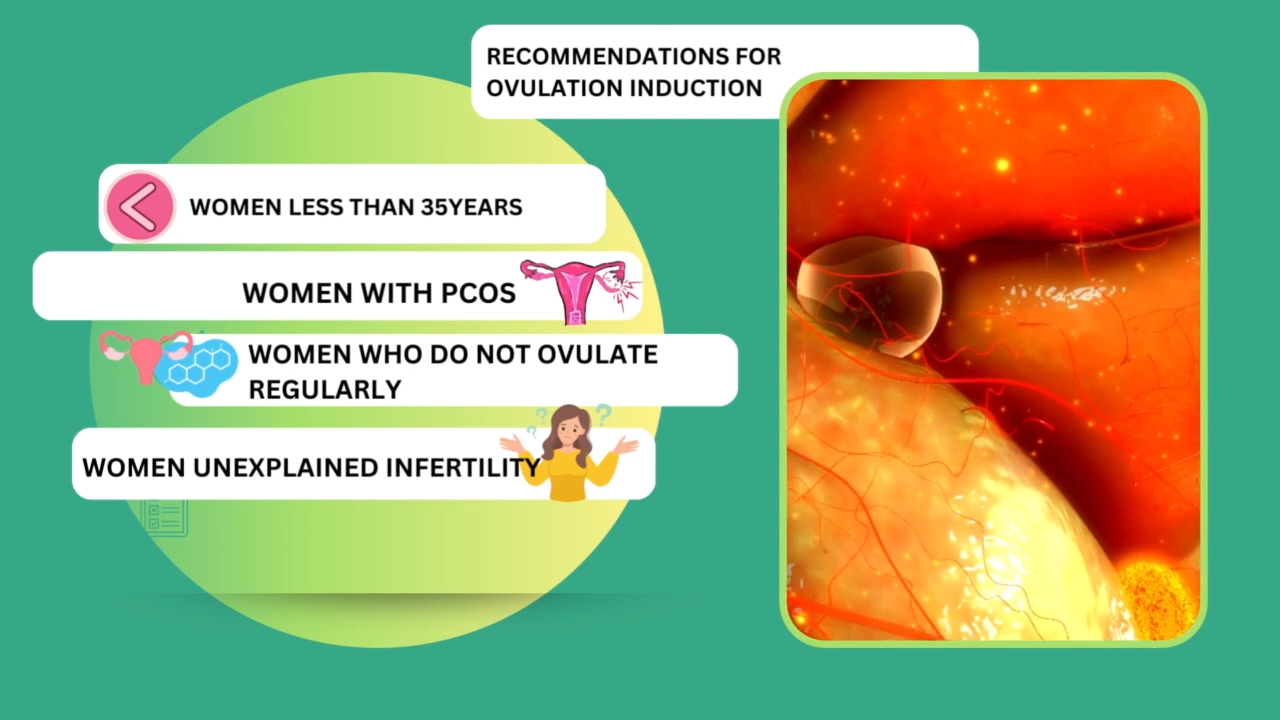 RECOMMENDATIONS FOR
OVULATION INDUCTION
WOMEN LESS THAN 35YEARS
WOMEN WITH PCOS
WOMEN WHO DO NOT OVULATE
REGULARLY
WOMEN UNEXPLAINED INFERTILITY